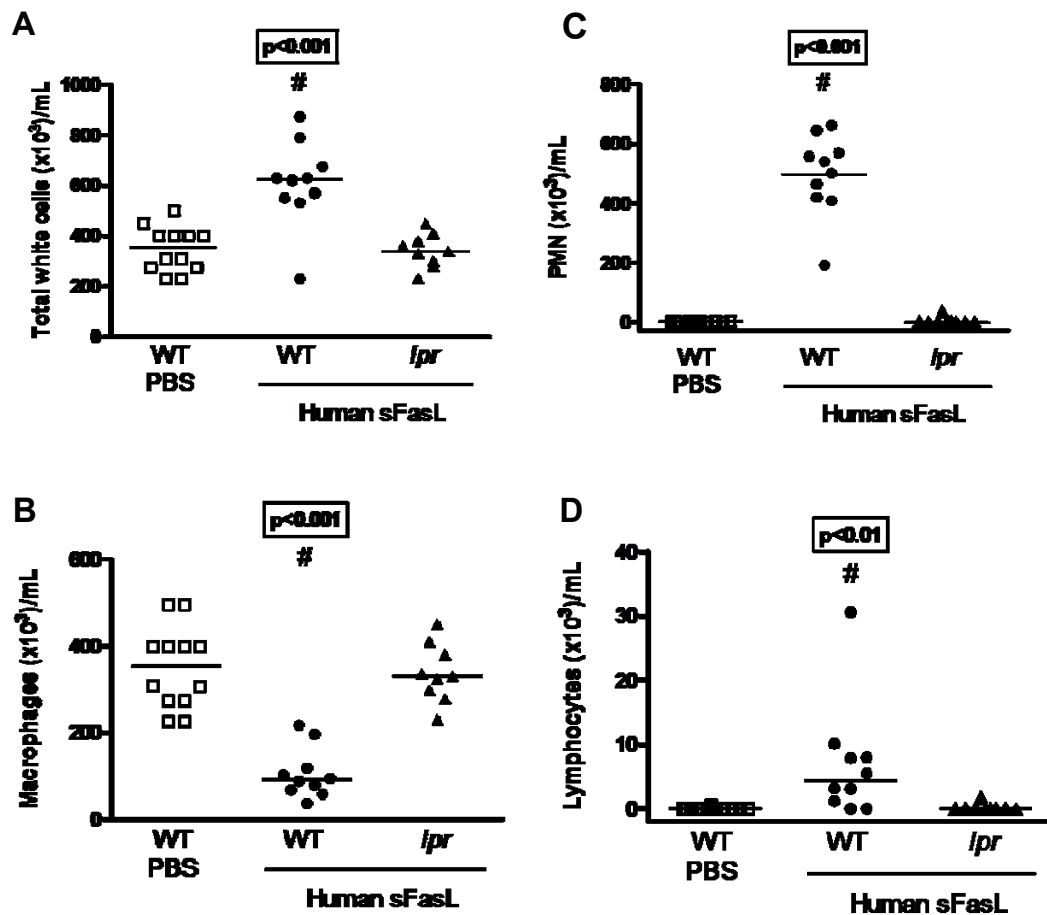 A
p<0.001
#
Total white cells (x10³)/mL
1000
800
600
400
200
0
WT
PBS
WT
lpr
Human sFasL
C
p<0.001
#
PMN (x10³)/mL
800
600
400
200
0
WT
PBS
WT
lpr
Human sFasL
B
p<0.001
#
Macrophages (x10³)/mL
600
400
200
0
WT
PBS
WT
lpr
Human sFasL
D
p<0.01
#
Lymphocytes (x10³)/mL
40
30
20
10
0
WT
PBS
WT
lpr
Human sFasL